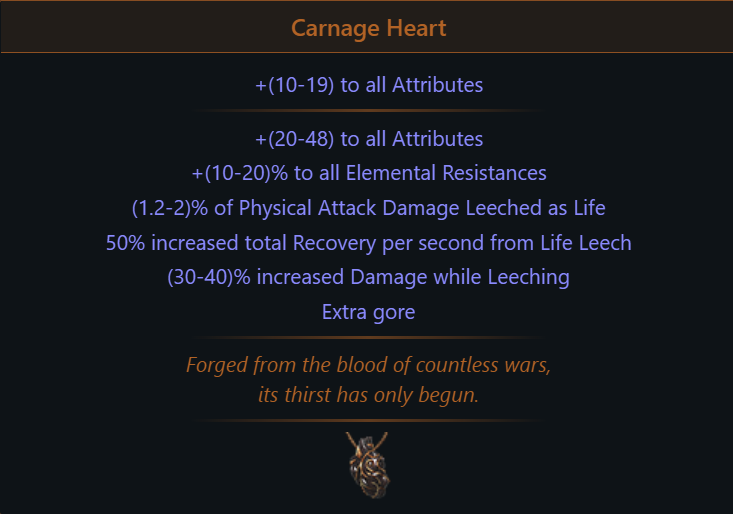 Carnage Heart
+(10-19) to all Attributes
+(20-48) to all Attributes
+(10-20)% to all Elemental Resistances
(1.2-2)% of Physical Attack Damage Leeched as Life
50% increased total Recovery per second from Life Leech
(30-40)% increased Damage while Leeching
Extra gore
Forged from the blood of countless wars,
its thirst has only begun.